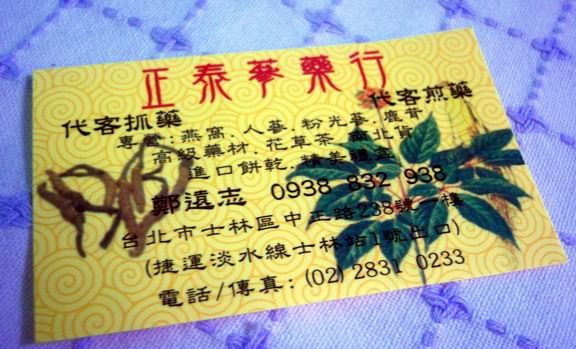 正泰蔘藥行
代客抓藥
代客煎藥
專營:燕窩.人蔘.粉光蔘.鹿茸
高級藥材.花草茶.南北貨
進口餅乾.精美禮盒
鄭遠志 0938 832 938
台北市士林區中正路238號一樓
(捷運淡水線士林站1號出口)
電話/傳真:(02) 2831 0233